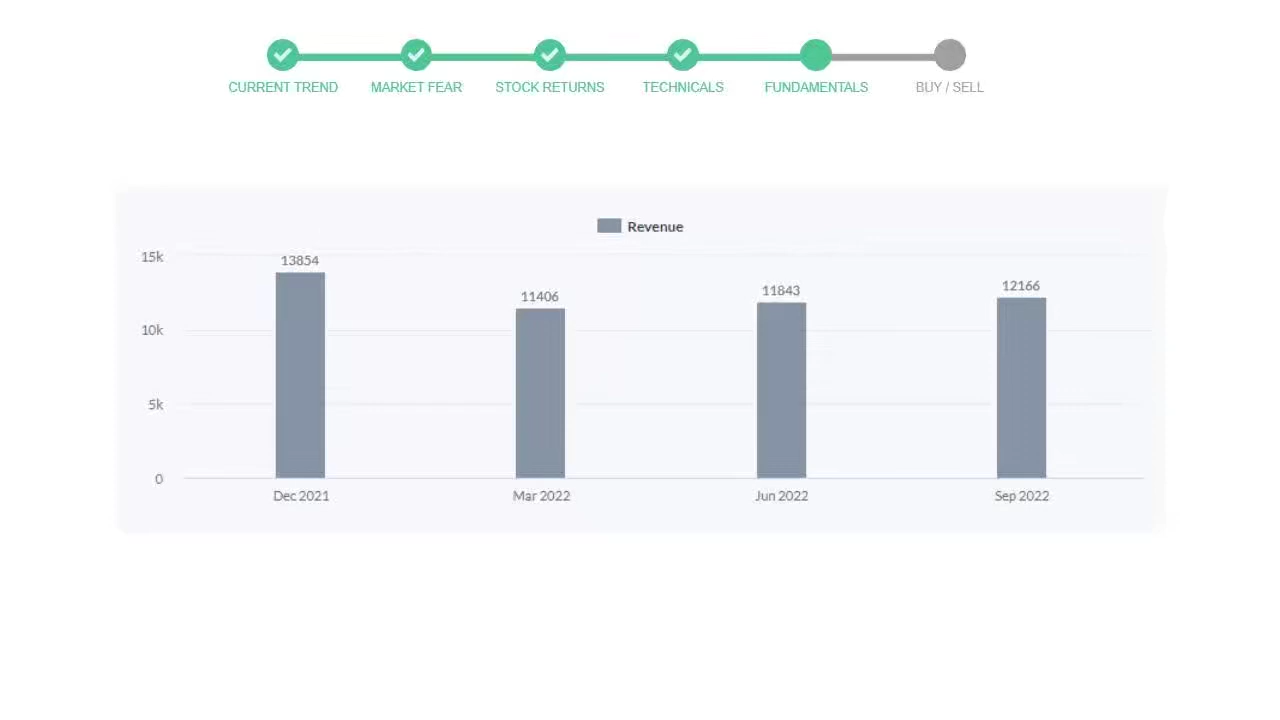 CURRENT TREND MARKET FEAR STOCK RETURNS TECHNICALS FUNDAMENTALS BUY / SELL
Revenue
15k
13854
11406
11843
12166
10k
5k
0
Dec 2021 Mar 2022 Jun 2022 Sep 2022